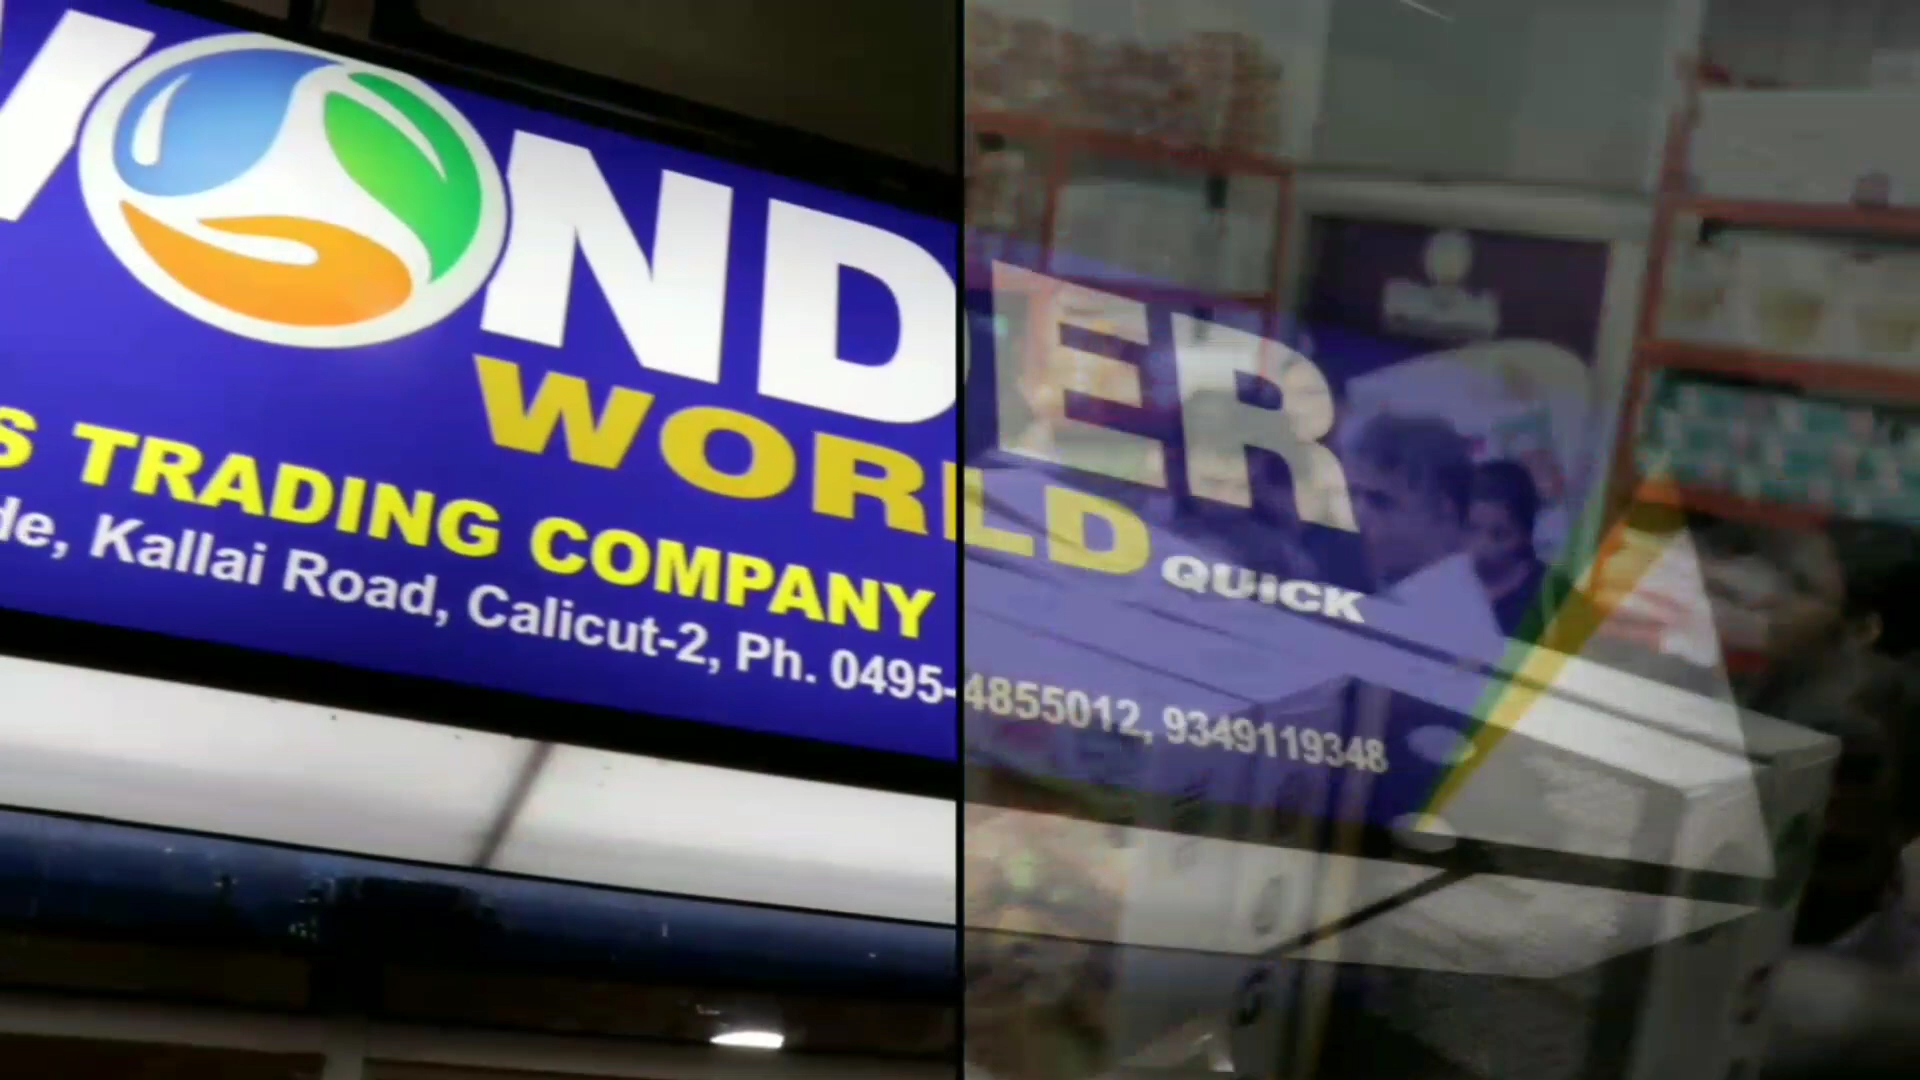 WONDER
WORLD QUICK
S TRADING COMPANY
de, Kallai Road, Calicut-2, Ph. 0495-4855012, 9349119348